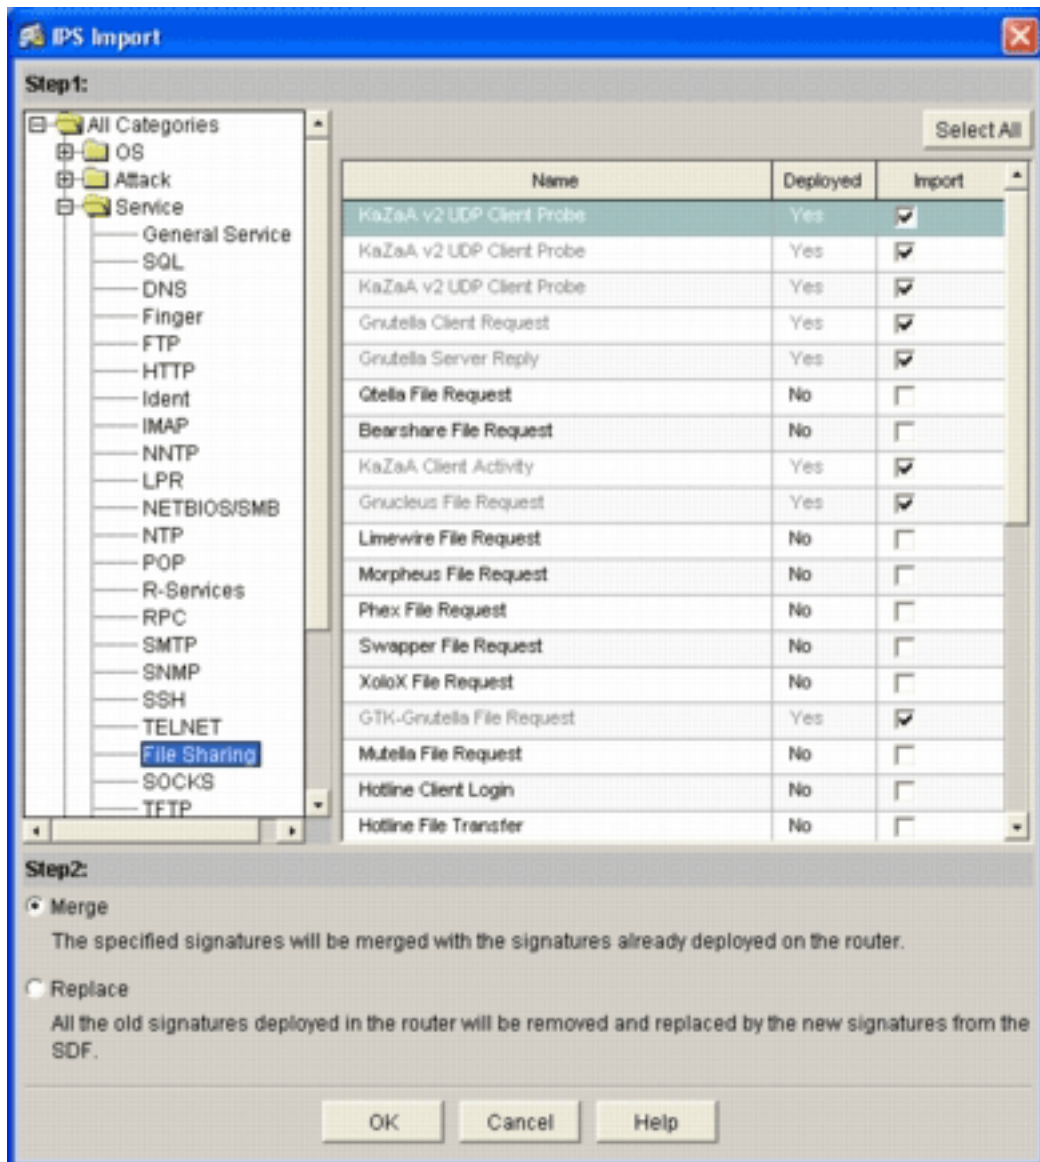 IPS Import
Step1:
All Categories
OS
Attack
Service
General Service
SQL
DNS
Finger
FTP
HTTP
Ident
IMAP
NNTP
LPR
NETBIOS/SMB
NTP
POP
R-Services
RPC
SMTP
SNMP
SSH
TELNET
File Sharing
SOCKS
TFTP
Select All
Name Deployed Import
KaZaA v2 UDP Client Probe Yes
KaZaA v2 UDP Client Probe Yes
KaZaA v2 UDP Client Probe Yes
Gnutella Client Request Yes
Gnutella Server Reply Yes
Qtella File Request No
Bearshare File Request No
KaZaA Client Activity Yes
Gnucleus File Request Yes
Limewire File Request No
Morpheus File Request No
Phex File Request No
Swapper File Request No
XoloX File Request No
GTK-Gnutella File Request Yes
Mutella File Request No
Hotline Client Login No
Hotline File Transfer No
Step2:
Merge
The specified signatures will be merged with the signatures already deployed on the router.
Replace
All the old signatures deployed in the router will be removed and replaced by the new signatures from the
SDF.
OK Cancel Help